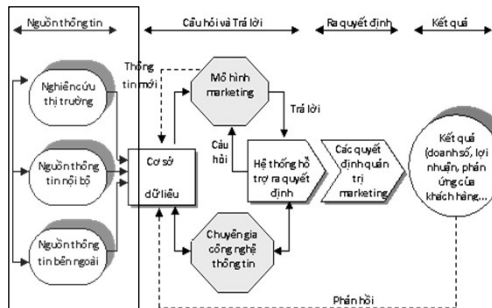 Nguồn thông tin
Câu hỏi và Trả lời
Ra quyết định
Kết quả
Nghiên cứu
thị trường
Nguồn thông
tin nội bộ
Nguồn thông
tin bên ngoài
Thông
tin mới
Cơ sở
dữ liệu
Mô hình
marketing
Trả lời
Câu
hỏi
Hệ thống hỗ
trợ ra quyết
định
Chuyên gia
công nghệ
thông tin
Các quyết
định quản
trị
marketing
Kết quả
(doanh số, lợi
nhuận, phản
ứng của
khách hàng...
Phản hồi